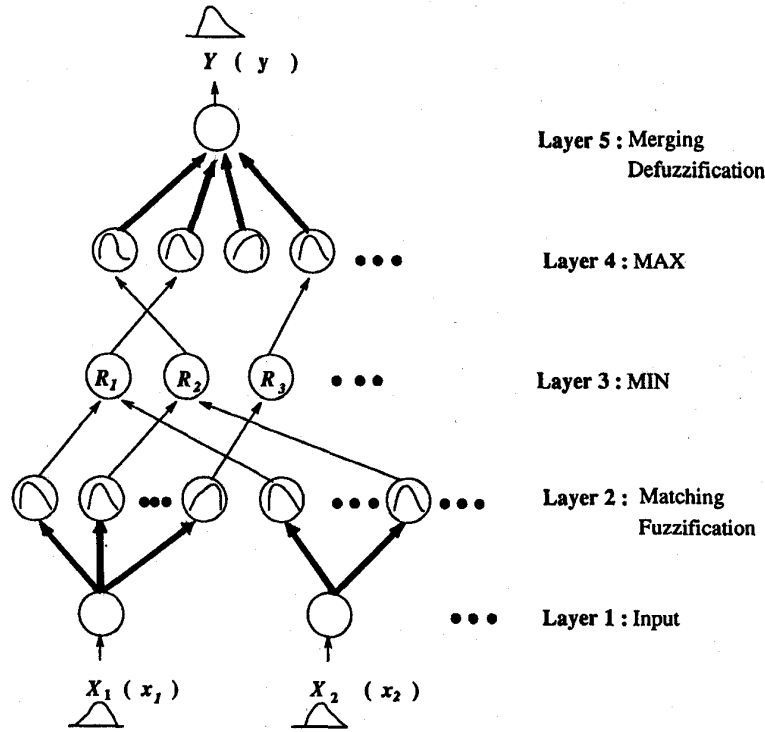 Y ( y )
Layer 5 : Merging
Defuzzification
Layer 4 : MAX
R1 R2 R3
Layer 3 : MIN
Layer 2 : Matching
Fuzzification
Layer 1 : Input
X1 ( x1 ) X2 ( x2 )